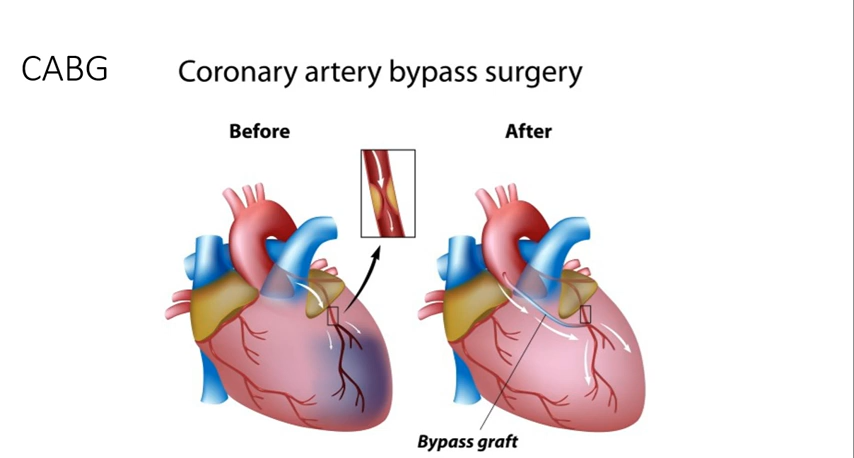 CABG
Coronary artery bypass surgery
Before
After
Bypass graft